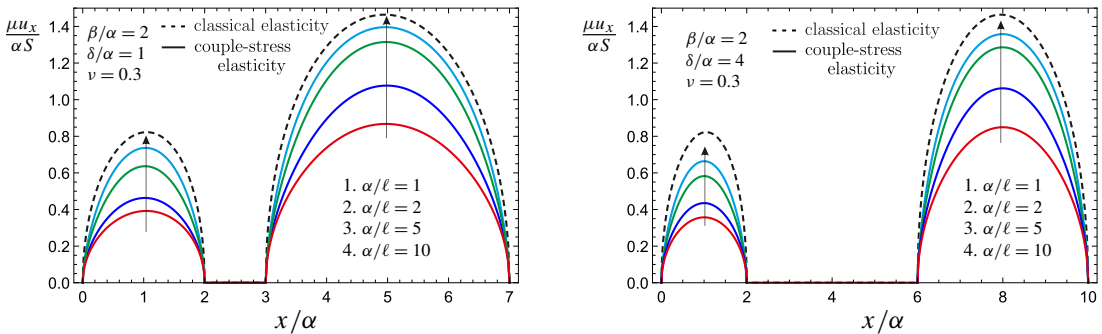 μu_x
αS
β/α = 2
δ/α = 1
ν = 0.3
classical elasticity
couple-stress
elasticity
1. α/ℓ = 1
2. α/ℓ = 2
3. α/ℓ = 5
4. α/ℓ = 10
1.4
1.2
1.0
0.8
0.6
0.4
0.2
0.0
0 1 2 3 4 5 6 7
x/α
μu_x
αS
β/α = 2
δ/α = 4
ν = 0.3
classical elasticity
couple-stress
elasticity
1. α/ℓ = 1
2. α/ℓ = 2
3. α/ℓ = 5
4. α/ℓ = 10
1.4
1.2
1.0
0.8
0.6
0.4
0.2
0.0
0 2 4 6 8 10
x/α